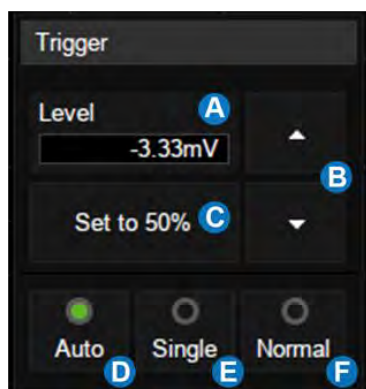 Trigger
Level A
-3.33mV
B
Set to 50% C
Auto Single Normal
D E F